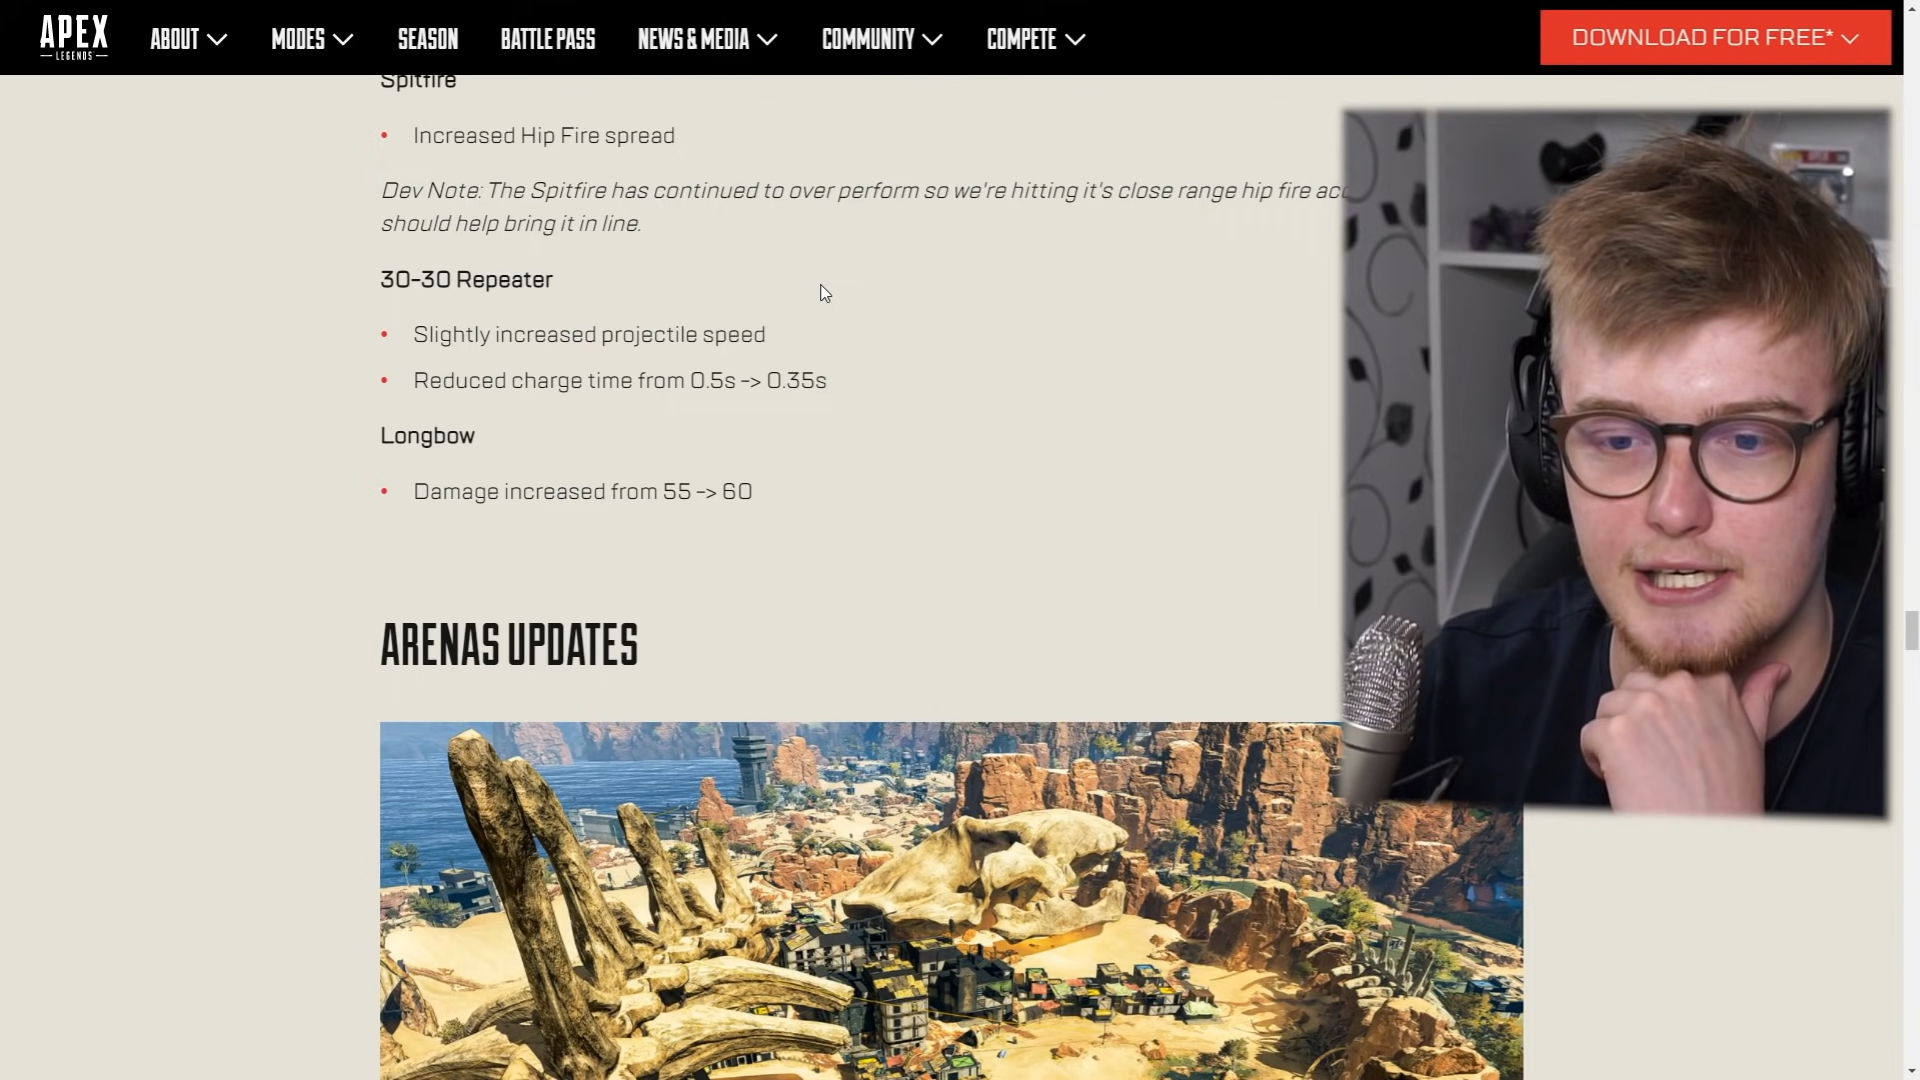 APEX
LEGENDS
ABOUT
MODES
SEASON
BATTLE PASS
NEWS & MEDIA
COMMUNITY
COMPETE
DOWNLOAD FOR FREE*
Spitfire
• Increased Hip Fire spread
Dev Note: The Spitfire has continued to over perform so we're hitting it's close range hip fire
should help bring it in line.
30-30 Repeater
• Slightly increased projectile speed
• Reduced charge time from 0.5s -> 0.35s
Longbow
• Damage increased from 55 -> 60
ARENAS UPDATES